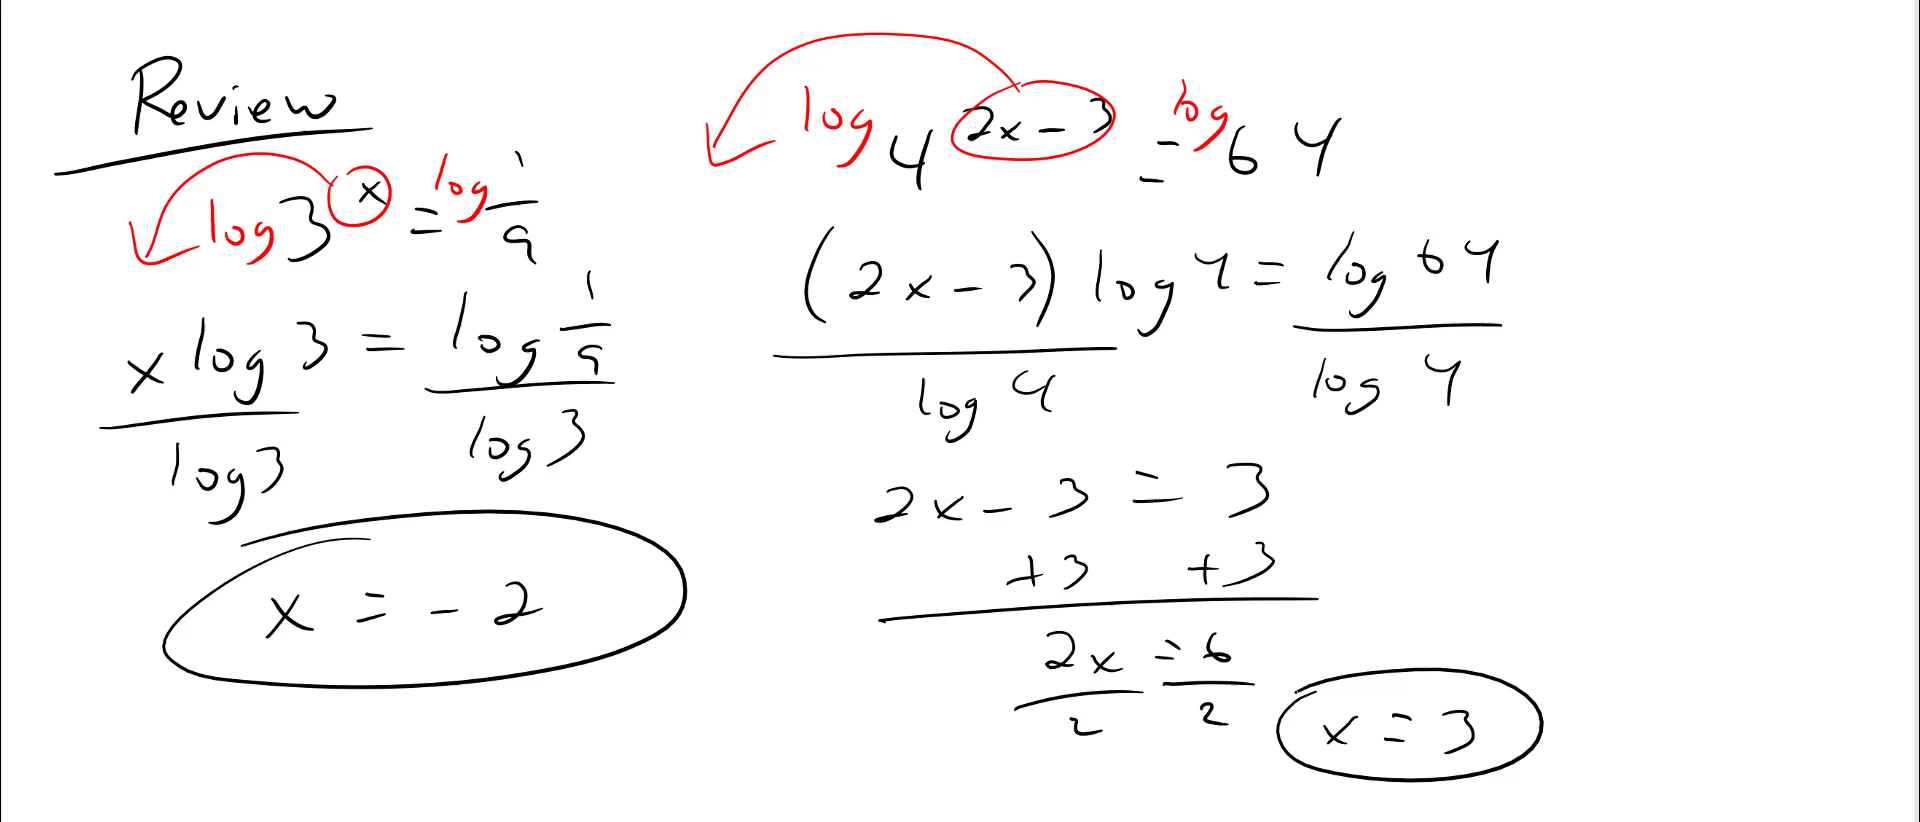 Review
log 3^x = log 1/9
x log 3 = log 1/9
log 3 log 3
x = - 2
log 4^(2x - 3) = log 64
(2x - 3) log 4 = log 64
log 4 log 4
2x - 3 = 3
+3 +3
2x = 6
2 2
x = 3